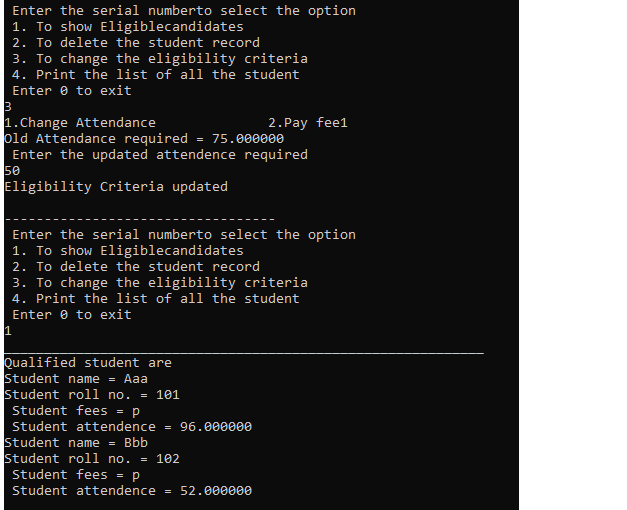 Enter the serial numberto select the option
1. To show Eligiblecandidates
2. To delete the student record
3. To change the eligibility criteria
4. Print the list of all the student
Enter 0 to exit
3
1.Change Attendance 2.Pay fee1
Old Attendance required = 75.000000
Enter the updated attendence required
50
Eligibility Criteria updated
----------------------------------
Enter the serial numberto select the option
1. To show Eligiblecandidates
2. To delete the student record
3. To change the eligibility criteria
4. Print the list of all the student
Enter 0 to exit
1
____________________________________________________________
Qualified student are
Student name = Aaa
Student roll no. = 101
Student fees = p
Student attendence = 96.000000
Student name = Bbb
Student roll no. = 102
Student fees = p
Student attendence = 52.000000